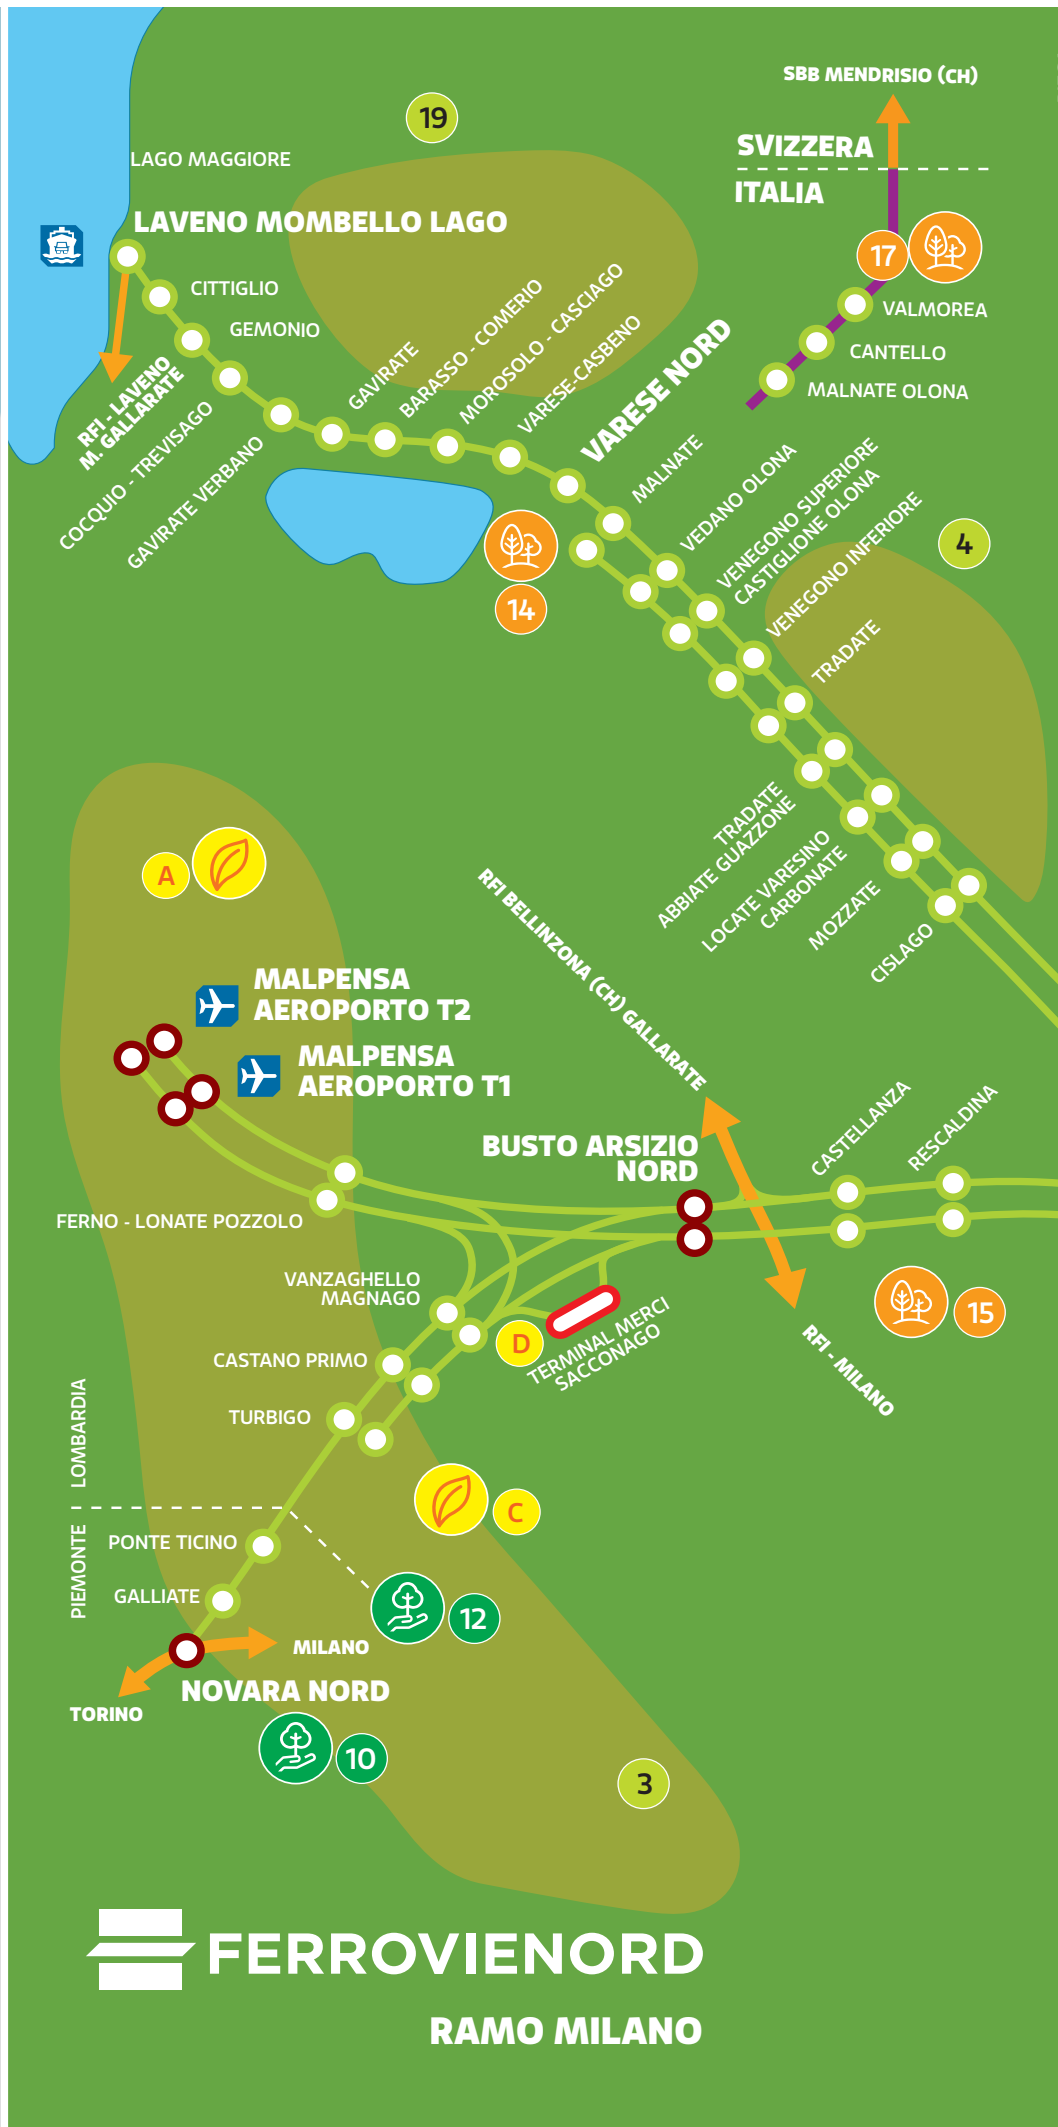 SBB MENDRISIO (CH)
19
SVIZZERA
ITALIA
LAGO MAGGIORE
LAVENO MOMBELLO LAGO
17
CITTIGLIO
VALMOREA
GEMONIO
CANTELLO
MALNATE OLONA
RFI - LAVENO
M. GALLARATE
COCQUIO - TREVISAGO
GAVIRATE VERBANO
GAVIRATE
BARASSO - COMERIO
MOROSOLO - CASCIAGO
VARESE-CASBENO
VARESE NORD
MALNATE
VEDANO OLONA
VENEGONO SUPERIORE
CASTIGLIONE OLONA
VENEGONO INFERIORE
TRADATE
4
14
TRADATE
ABBIATE GUAZZONE
LOCATE VARESINO
CARBONATE
MOZZATE
CISLAGO
A
RFI BELLINZONA (CH) GALLARATE
MALPENSA
AEROPORTO T2
MALPENSA
AEROPORTO T1
BUSTO ARSIZIO
NORD
CASTELLANZA
RESCALDINA
FERNO - LONATE POZZOLO
VANZAGHELLO
MAGNAGO
D
TERMINAL MERCI
SACCONAGO
15
RFI - MILANO
CASTANO PRIMO
TURBIGO
LOMBARDIA
PIEMONTE
C
PONTE TICINO
GALLIATE
12
MILANO
NOVARA NORD
TORINO
10
3
FERROVIENORD
RAMO MILANO